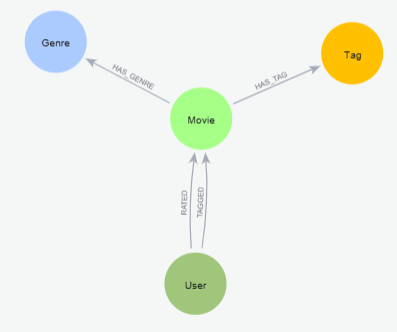 Genre
Tag
HAS_GENRE
HAS_TAG
Movie
RATED
TAGGED
User